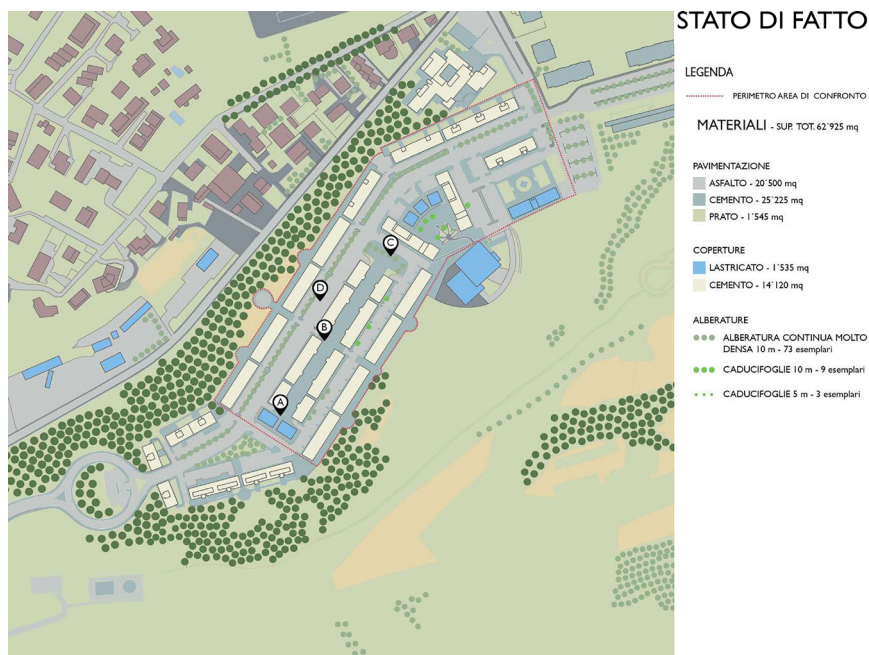 STATO DI FATTO
LEGENDA
PERIMETRO AREA DI CONFRONTO
MATERIALI - SUP. TOT. 62'925 mq
PAVIMENTAZIONE
ASFALTO - 20'500 mq
CEMENTO - 25'225 mq
PRATO - 1'545 mq
COPERTURE
LASTRICATO - 1'535 mq
CEMENTO - 14'120 mq
ALBERATURE
ALBERATURA CONTINUA MOLTO
DENSA 10 m - 73 esemplari
CADUCIFOGLIE 10 m - 9 esemplari
CADUCIFOGLIE 5 m - 3 esemplari
C
D
B
A